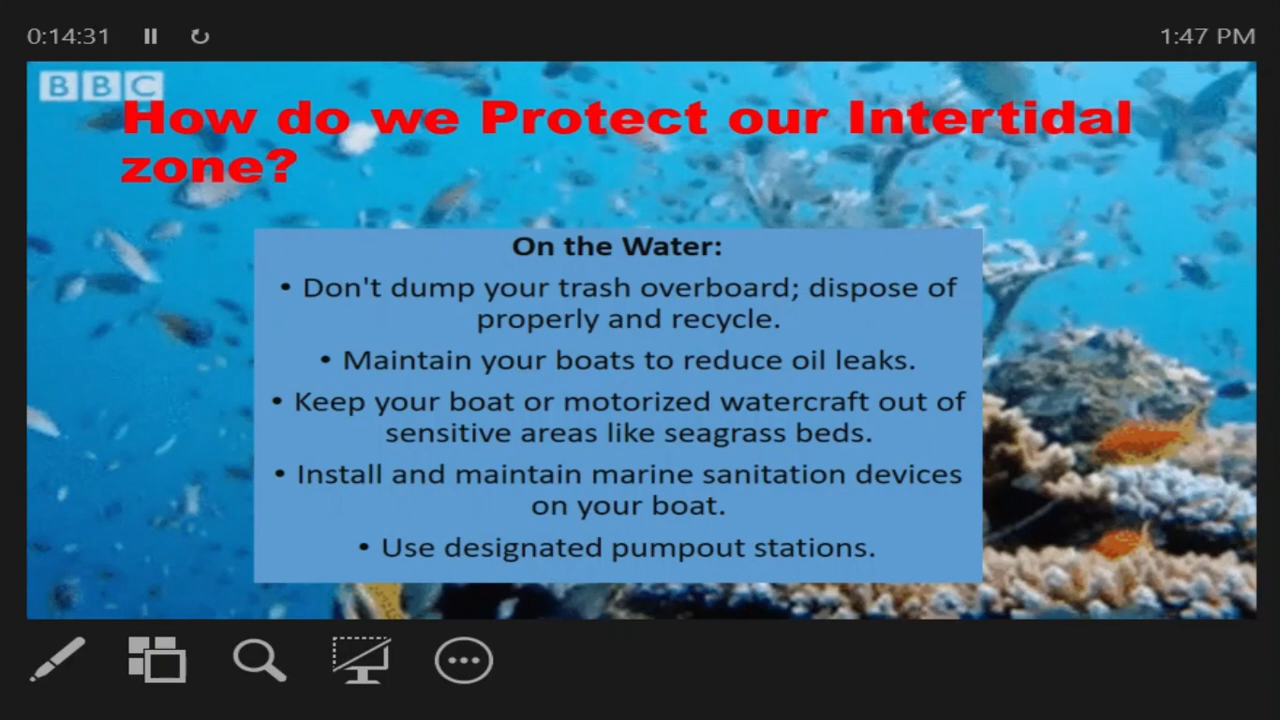 0:14:31
1:47 PM
BBC
How do we Protect our Intertidal
zone?
On the Water:
• Don't dump your trash overboard; dispose of
properly and recycle.
• Maintain your boats to reduce oil leaks.
• Keep your boat or motorized watercraft out of
sensitive areas like seagrass beds.
• Install and maintain marine sanitation devices
on your boat.
• Use designated pumpout stations.